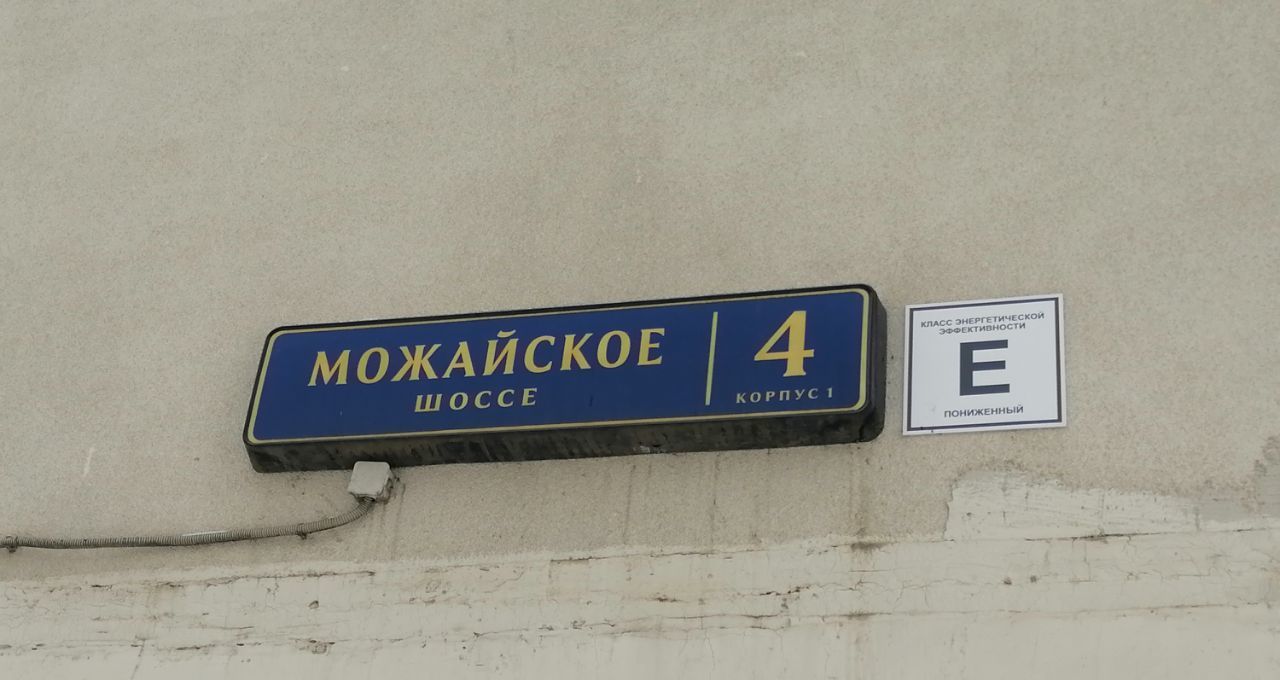 МОЖАЙСКОЕ
ШОССЕ
4
КОРПУС 1
КЛАСС ЭНЕРГЕТИЧЕСКОЙ
ЭФФЕКТИВНОСТИ
E
ПОНИЖЕННЫЙ